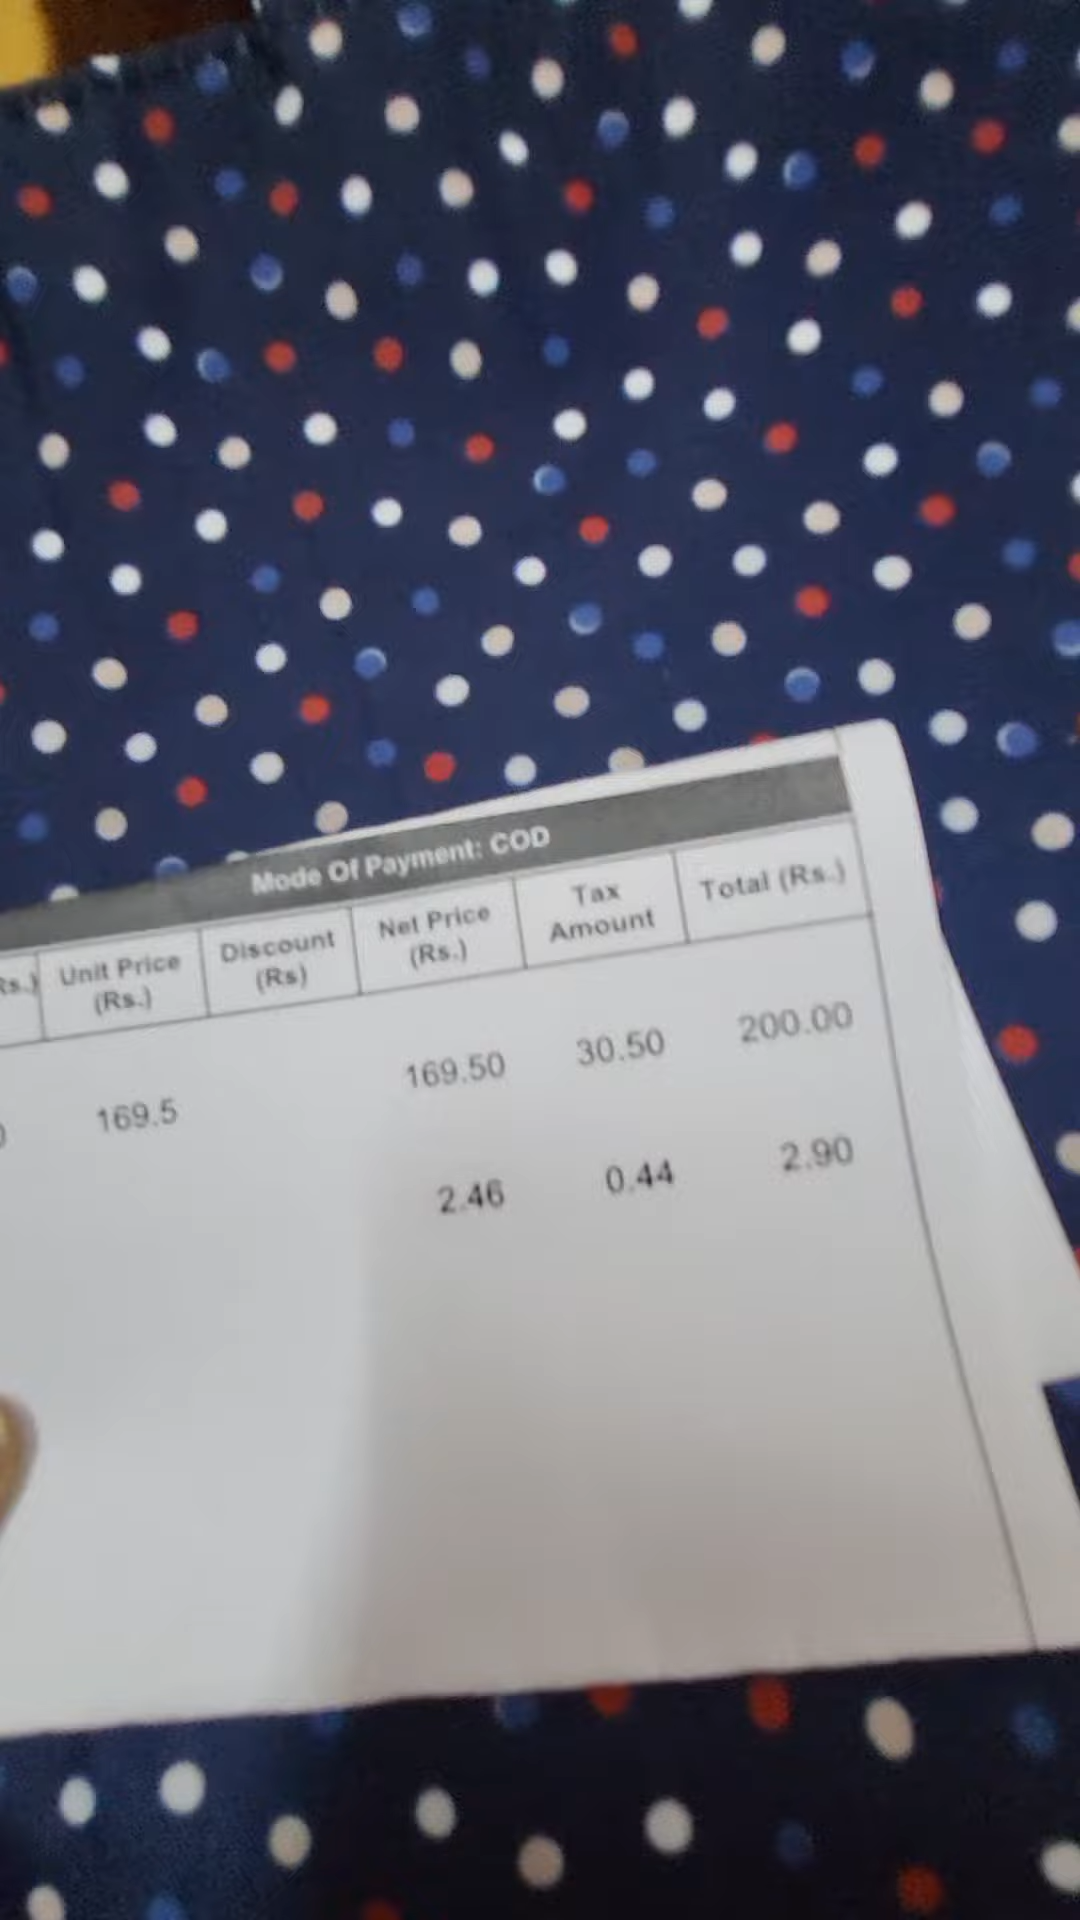 Mode Of Payment: COD
Rs.) Unit Price (Rs.) Discount (Rs) Net Price (Rs.) Tax Amount Total (Rs.)
169.5 169.50 30.50 200.00
2.46 0.44 2.90